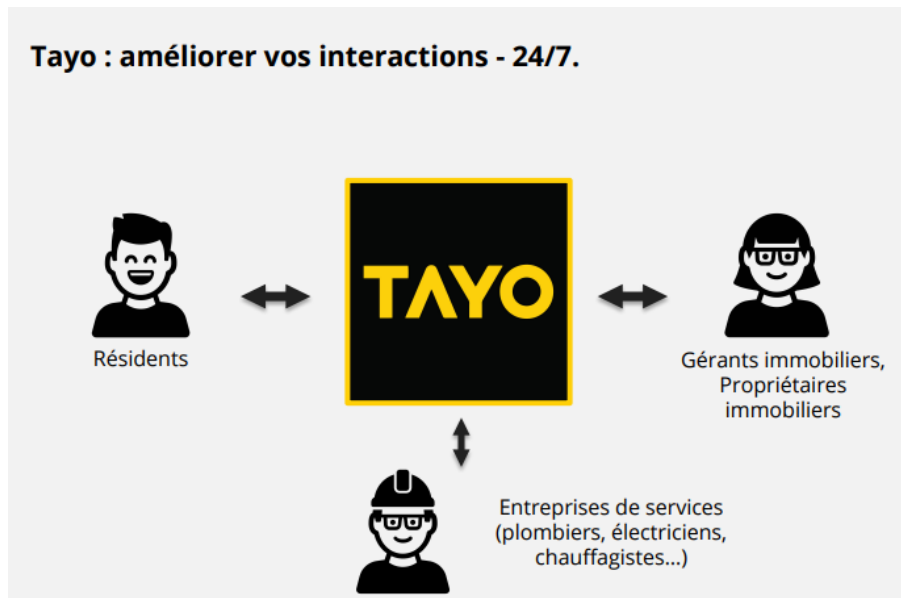 Tayo : améliorer vos interactions - 24/7.
TAYO
Résidents
Gérants immobiliers,
Propriétaires
immobiliers
Entreprises de services
(plombiers, électriciens,
chauffagistes...)